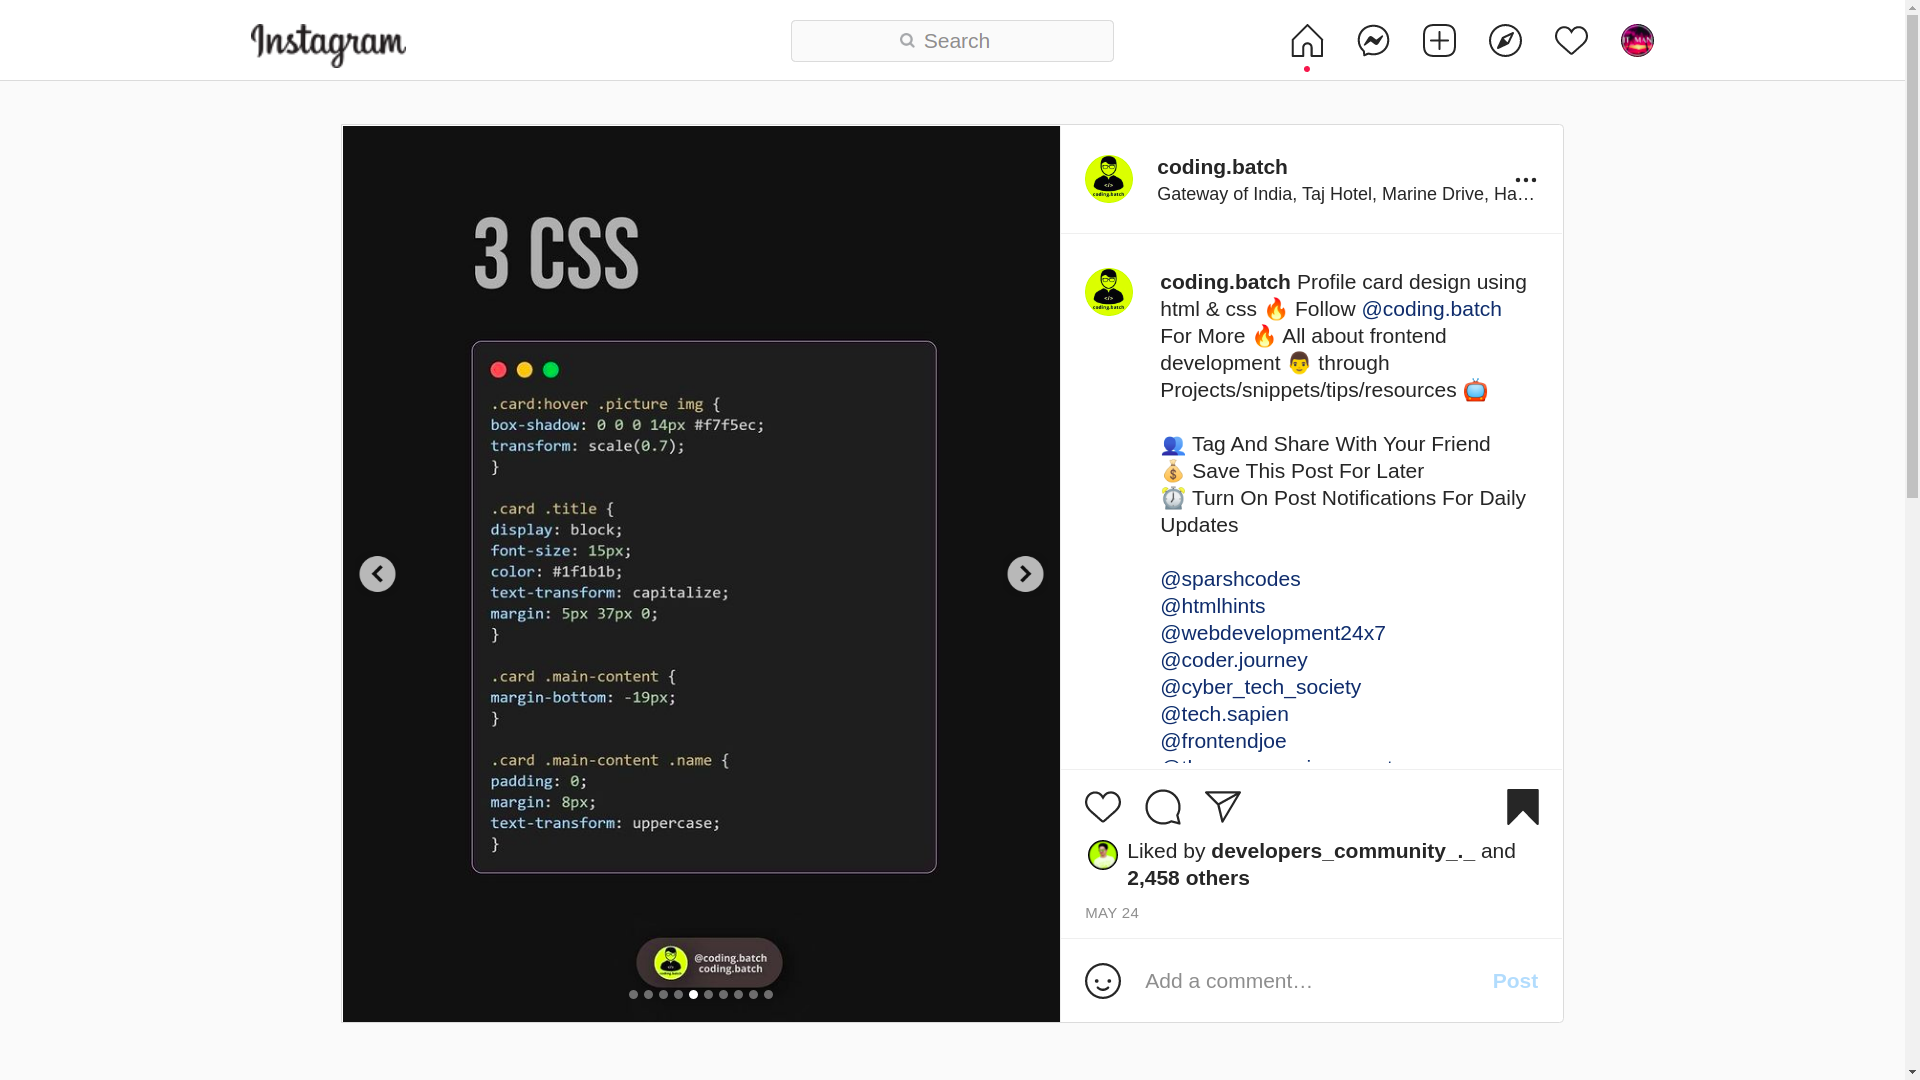 Instagram
Search
3 CSS
.card:hover .picture img {
box-shadow: 0 0 0 14px #f7f5ec;
transform: scale(0.7);
}
.card .title {
display: block;
font-size: 15px;
color: #1f1b1b;
text-transform: capitalize;
margin: 5px 37px 0;
}
.card .main-content {
margin-bottom: -19px;
}
.card .main-content .name {
padding: 0;
margin: 8px;
text-transform: uppercase;
}
@coding.batch
coding.batch
coding.batch
Gateway of India, Taj Hotel, Marine Drive, Ha…
coding.batch Profile card design using
html & css 🔥 Follow @coding.batch
For More 🔥 All about frontend
development 👨 through
Projects/snippets/tips/resources 📺
👥 Tag And Share With Your Friend
💰 Save This Post For Later
⏰ Turn On Post Notifications For Daily
Updates
@sparshcodes
@htmlhints
@webdevelopment24x7
@coder.journey
@cyber_tech_society
@tech.sapien
@frontendjoe
Liked by developers_community_._ and
2,458 others
MAY 24
Add a comment…
Post